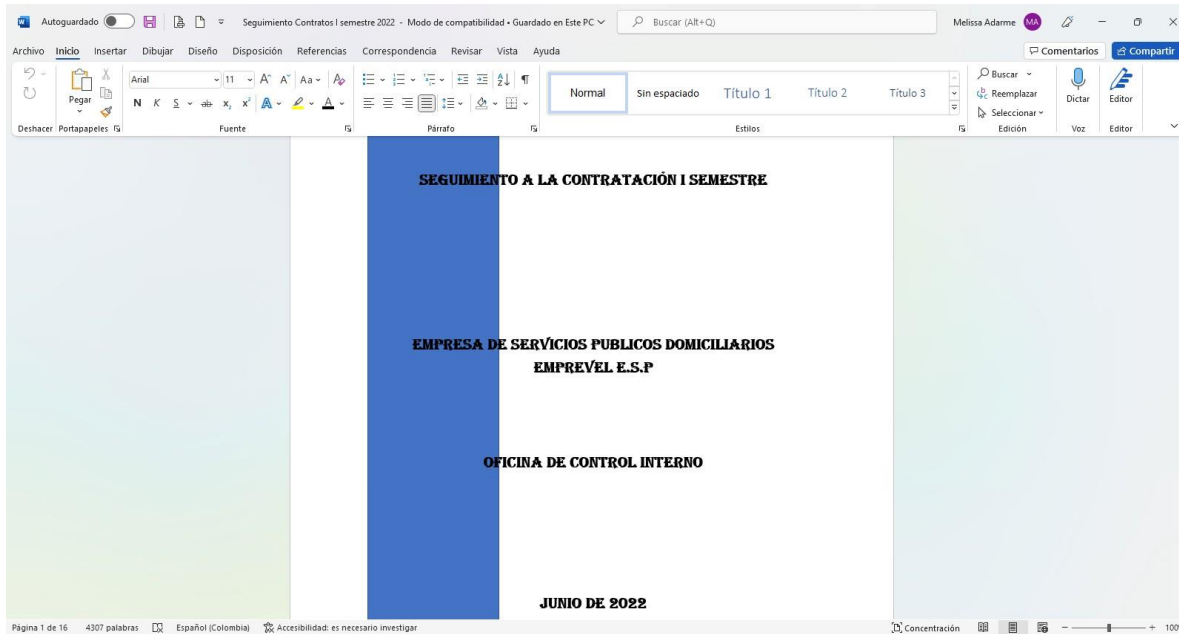 Autoguardado Seguimiento Contratos I semestre 2022 - Modo de compatibilidad • Guardado en Este PC Buscar (Alt+Q) Melissa Adarme MA
Archivo Inicio Insertar Dibujar Diseño Disposición Referencias Correspondencia Revisar Vista Ayuda Comentarios Compartir
Pegar
Arial 11 A A Aa A
N K S ab x, x² A A
Normal
Sin espaciado
Título 1
Título 2
Título 3
Buscar
Reemplazar
Seleccionar
Dictar
Editor
Deshacer Portapapeles Fuente Párrafo Estilos Edición Voz Editor
SEGUIMIENTO A LA CONTRATACIÓN I SEMESTRE
EMPRESA DE SERVICIOS PUBLICOS DOMICILIARIOS
EMPREVEL E.S.P
OFICINA DE CONTROL INTERNO
JUNIO DE 2022
Página 1 de 16 4307 palabras Español (Colombia) Accesibilidad: es necesario investigar Concentración